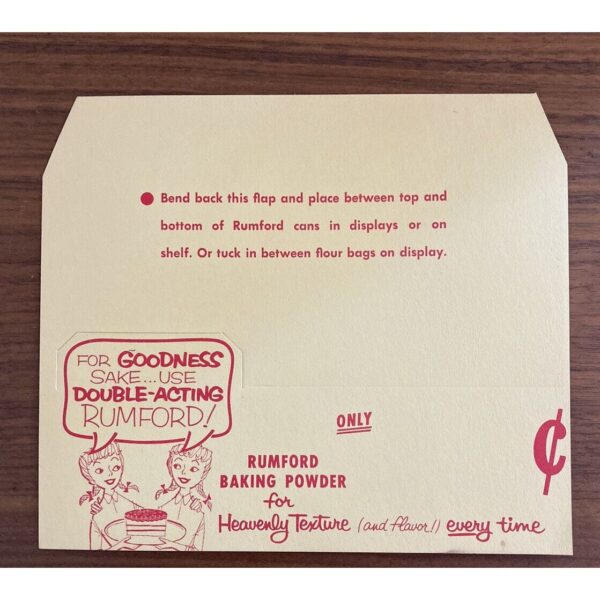 ● Bend back this flap and place between top and
bottom of Rumford cans in displays or on
shelf. Or tuck in between flour bags on display.
FOR GOODNESS
SAKE...USE
DOUBLE-ACTING
RUMFORD!
ONLY
¢
RUMFORD
BAKING POWDER
for
Heavenly Texture (and flavor!) every time